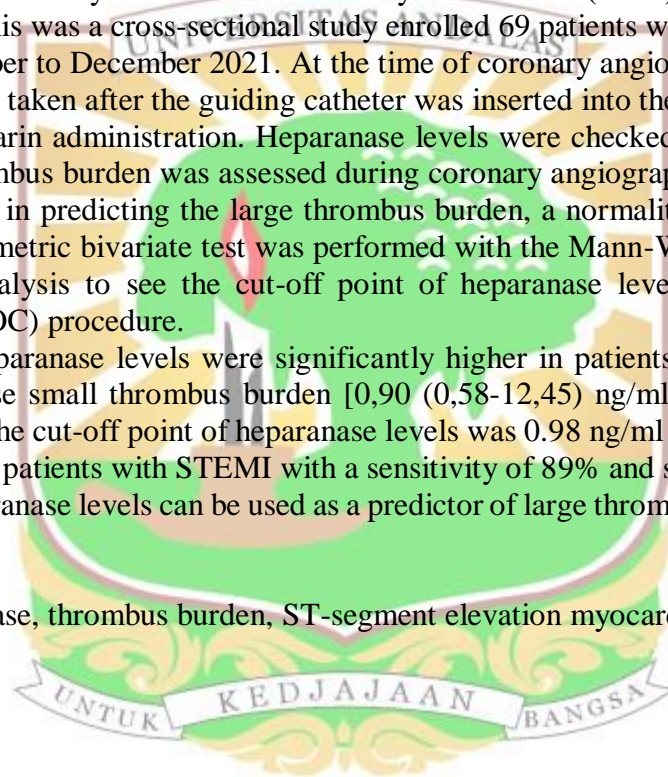 his was a cross-sectional study enrolled 69 patients w
UNIVERSITAS ANDALAS
er to December 2021. At the time of coronary angio
taken after the guiding catheter was inserted into the
arin administration. Heparanase levels were checked
mbus burden was assessed during coronary angiograp
in predicting the large thrombus burden, a normalit
metric bivariate test was performed with the Mann-W
alysis to see the cut-off point of heparanase leve
OC) procedure.
paranase levels were significantly higher in patients
se small thrombus burden [0,90 (0,58-12,45) ng/ml
he cut-off point of heparanase levels was 0.98 ng/ml
patients with STEMI with a sensitivity of 89% and s
ranase levels can be used as a predictor of large throm
ase, thrombus burden, ST-segment elevation myocard
UNTUK KEDJAJAAN BANGSA